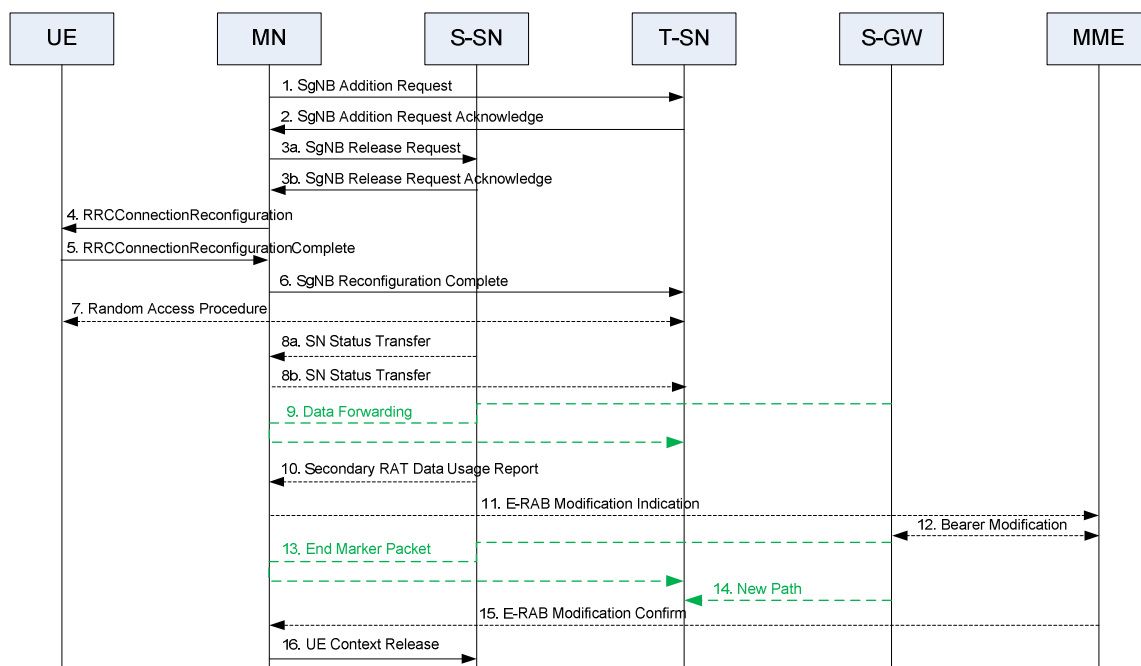 UE
MN
S-SN
T-SN
S-GW
MME
1. SgNB Addition Request
2. SgNB Addition Request Acknowledge
3a. SgNB Release Request
3b. SgNB Release Request Acknowledge
4. RRCConnectionReconfiguration
5. RRCConnectionReconfigurationComplete
6. SgNB Reconfiguration Complete
7. Random Access Procedure
8a. SN Status Transfer
8b. SN Status Transfer
9. Data Forwarding
10. Secondary RAT Data Usage Report
11. E-RAB Modification Indication
12. Bearer Modification
13. End Marker Packet
14. New Path
15. E-RAB Modification Confirm
16. UE Context Release